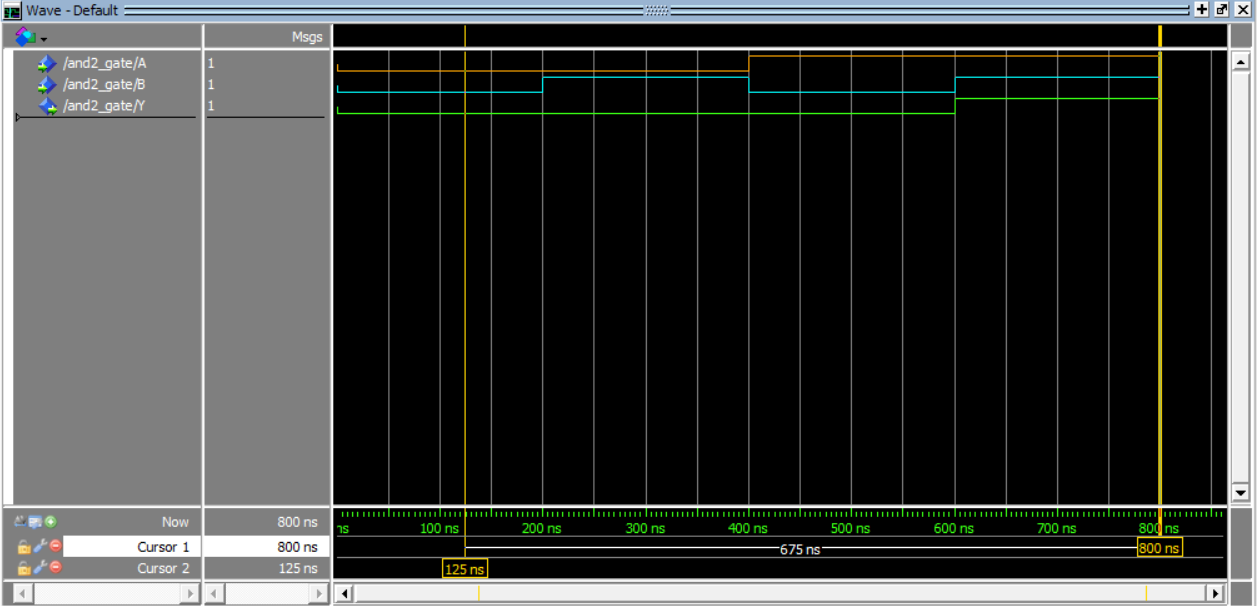 Wave - Default
Msgs
/and2_gate/A 1
/and2_gate/B 1
/and2_gate/Y 1
Now 800 ns
ns 100 ns 200 ns 300 ns 400 ns 500 ns 600 ns 700 ns 800 ns
Cursor 1 800 ns 675 ns 800 ns
Cursor 2 125 ns 125 ns